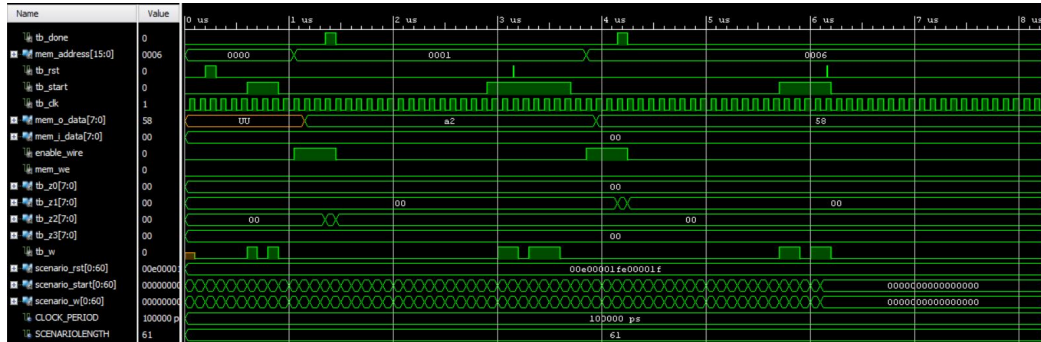 Name Value 0 us 1 us 2 us 3 us 4 us 5 us 6 us 7 us 8 us
tb_done 0
mem_address[15:0] 0006 0000 0001 0006
tb_rst 0
tb_start 0
tb_clk 1
mem_o_data[7:0] 58 UU a2 58
mem_i_data[7:0] 00 00
enable_wire 0
mem_we 0
tb_z0[7:0] 00 00
tb_z1[7:0] 00 00 00
tb_z2[7:0] 00 00 00
tb_z3[7:0] 00 00
tb_w 0
scenario_rst[0:60] 00e00001 00e00001fe00001f
scenario_start[0:60] 00000000 0000000000000000
scenario_w[0:60] 00000000 0000000000000000
CLOCK_PERIOD 100000 p 100000 ps
SCENARIOLENGTH 61 61